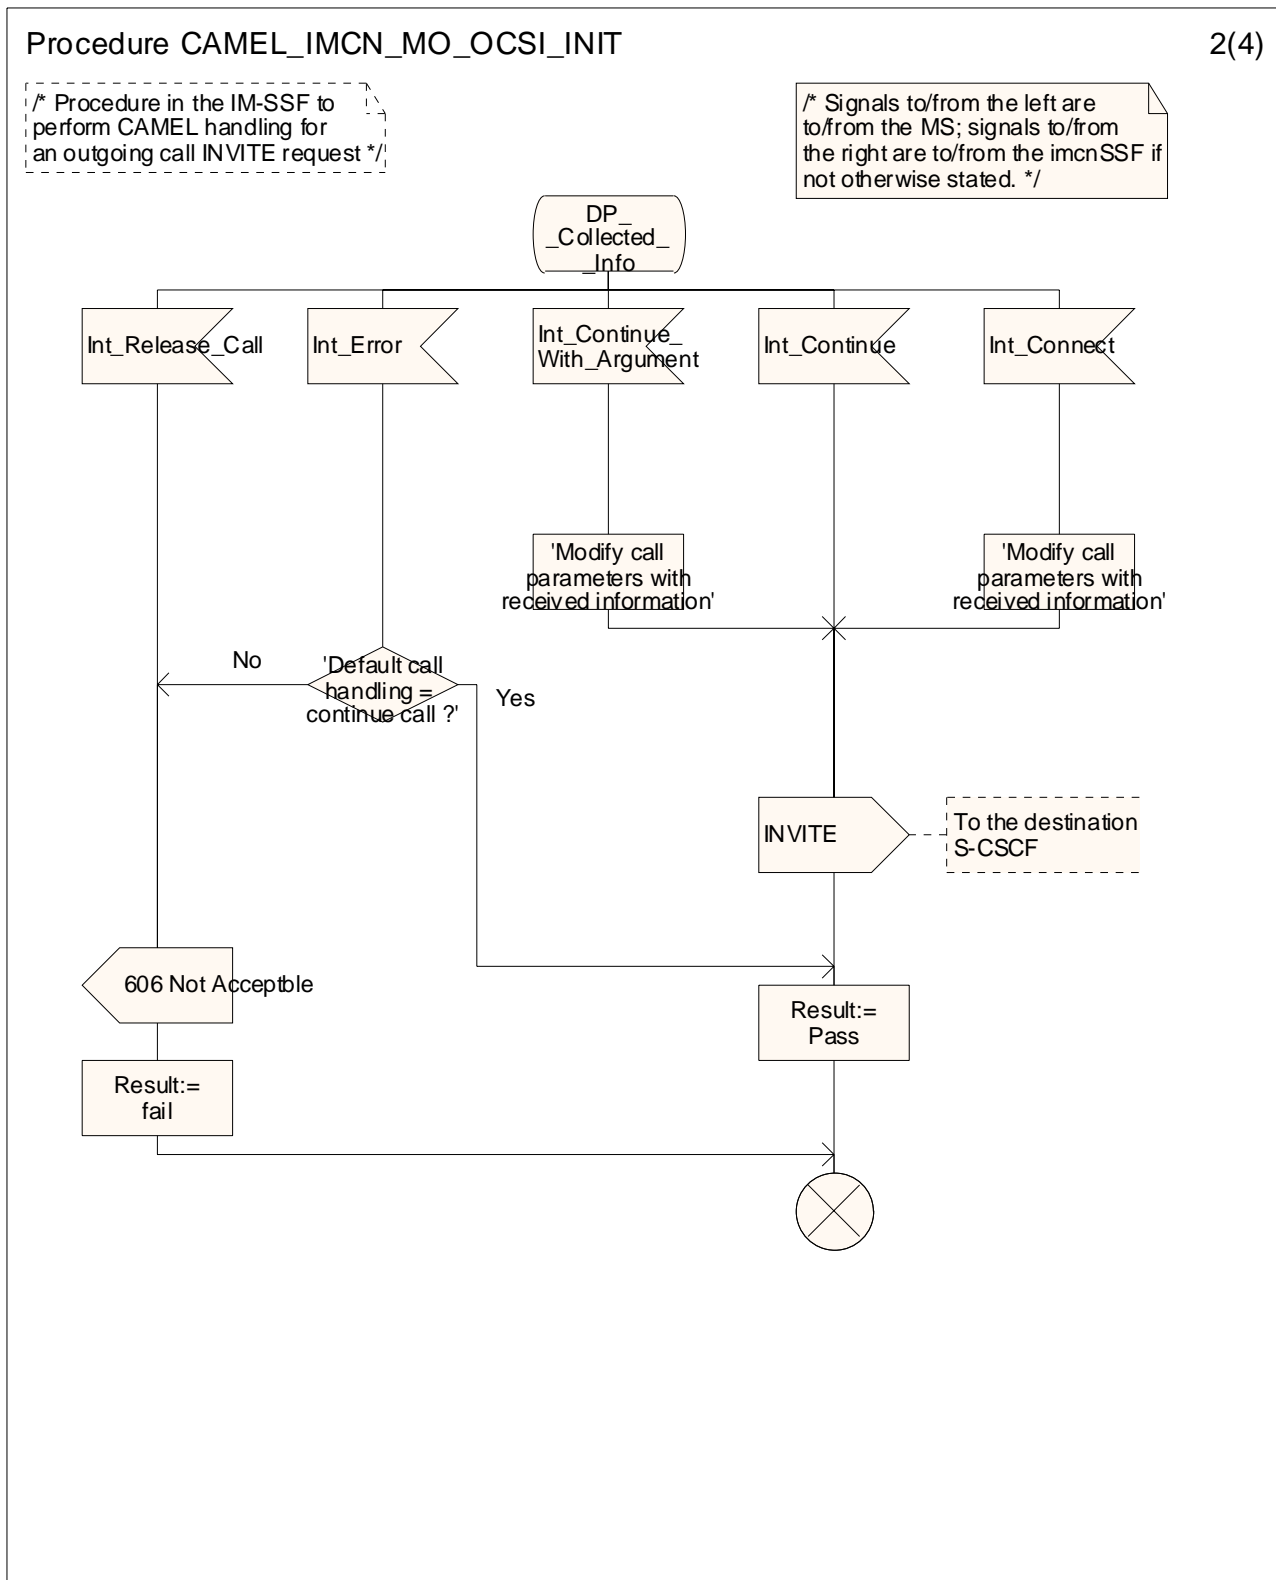 Procedure CAMEL_IMCN_MO_OCSI_INIT
2(4)
/* Procedure in the IM-SSF to
perform CAMEL handling for
an outgoing call INVITE request */
/* Signals to/from the left are
to/from the MS; signals to/from
the right are to/from the imcnSSF if
not otherwise stated. */
DP_
_Collected_
_Info
Int_Release_Call
Int_Error
Int_Continue_
With_Argument
Int_Continue
Int_Connect
'Modify call
parameters with
received information'
'Modify call
parameters with
received information'
No
'Default call
handling =
continue call ?'
Yes
INVITE
To the destination
S-CSCF
606 Not Acceptble
Result:=
Pass
Result:=
fail